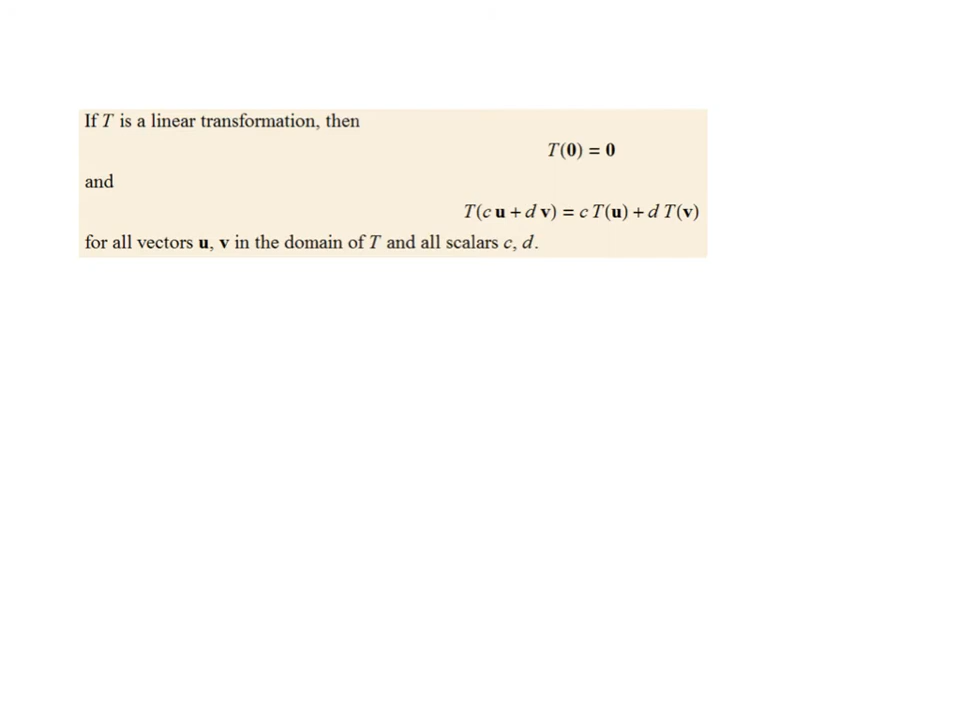 If T is a linear transformation, then
T(0) = 0
and
T(c u + d v) = c T(u) + d T(v)
for all vectors u, v in the domain of T and all scalars c, d.